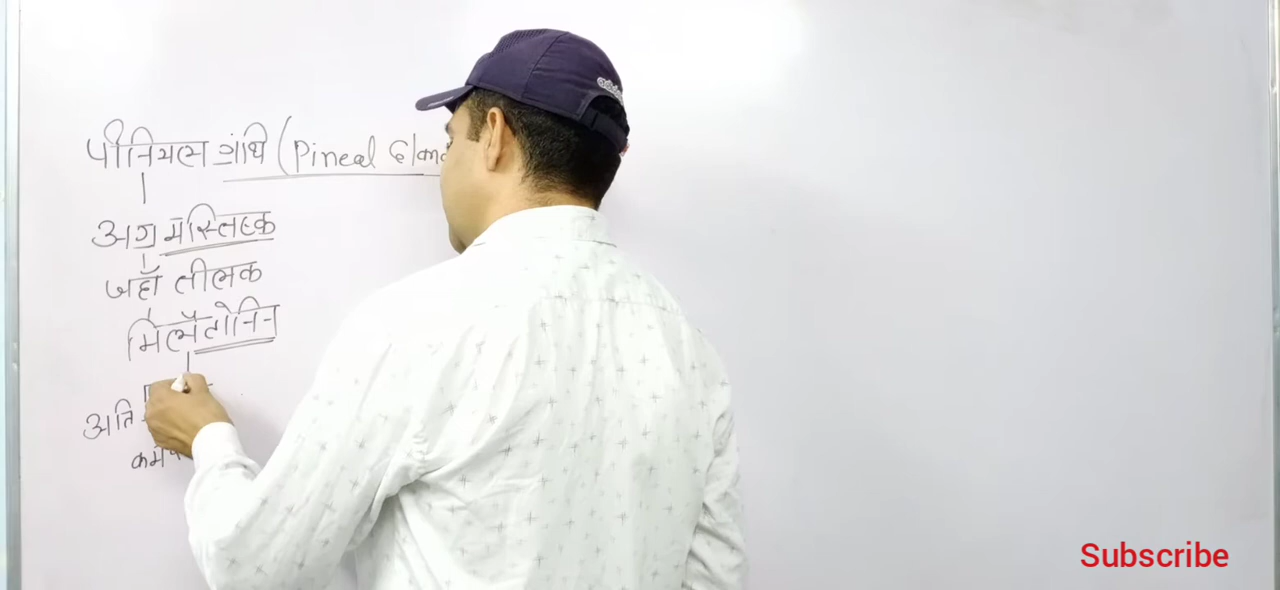 पीनियल ग्रंथि (Pineal Gland
अग्र मस्तिष्क
जहाँ तीलक
मिलैटोनिन
अति
Subscribe